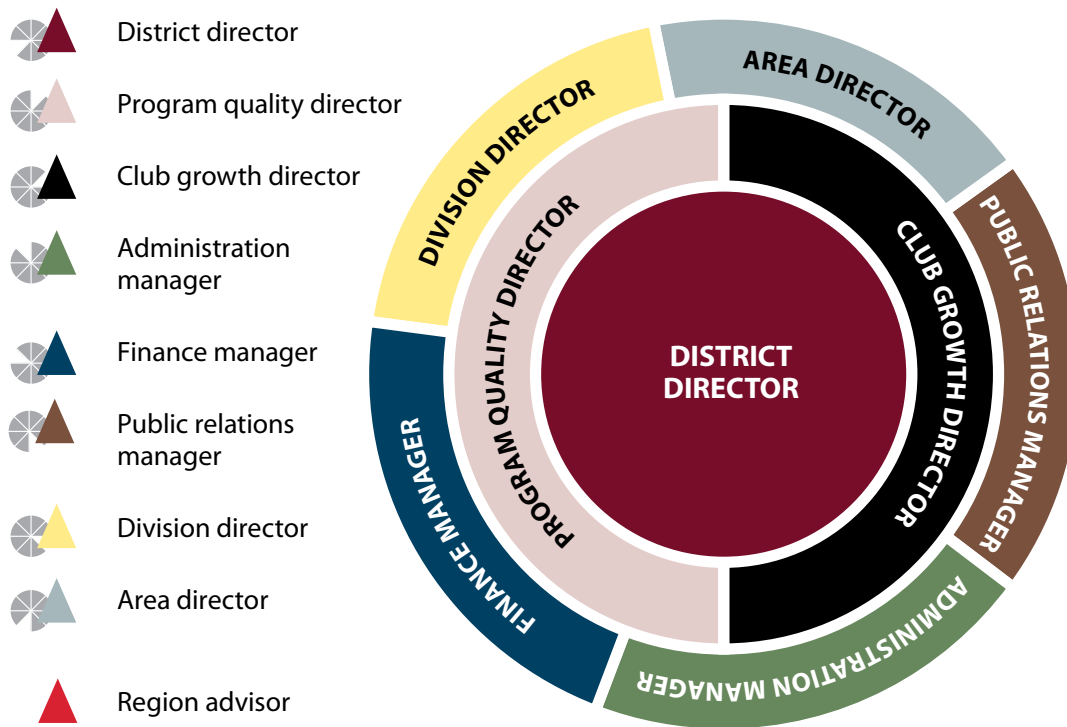 District director
Program quality director
Club growth director
Administration
manager
Finance manager
Public relations
manager
Division director
Area director
Region advisor
DISTRICT
DIRECTOR
PROGRAM QUALITY DIRECTOR
CLUB GROWTH DIRECTOR
DIVISION DIRECTOR
AREA DIRECTOR
PUBLIC RELATIONS MANAGER
ADMINISTRATION MANAGER
FINANCE MANAGER